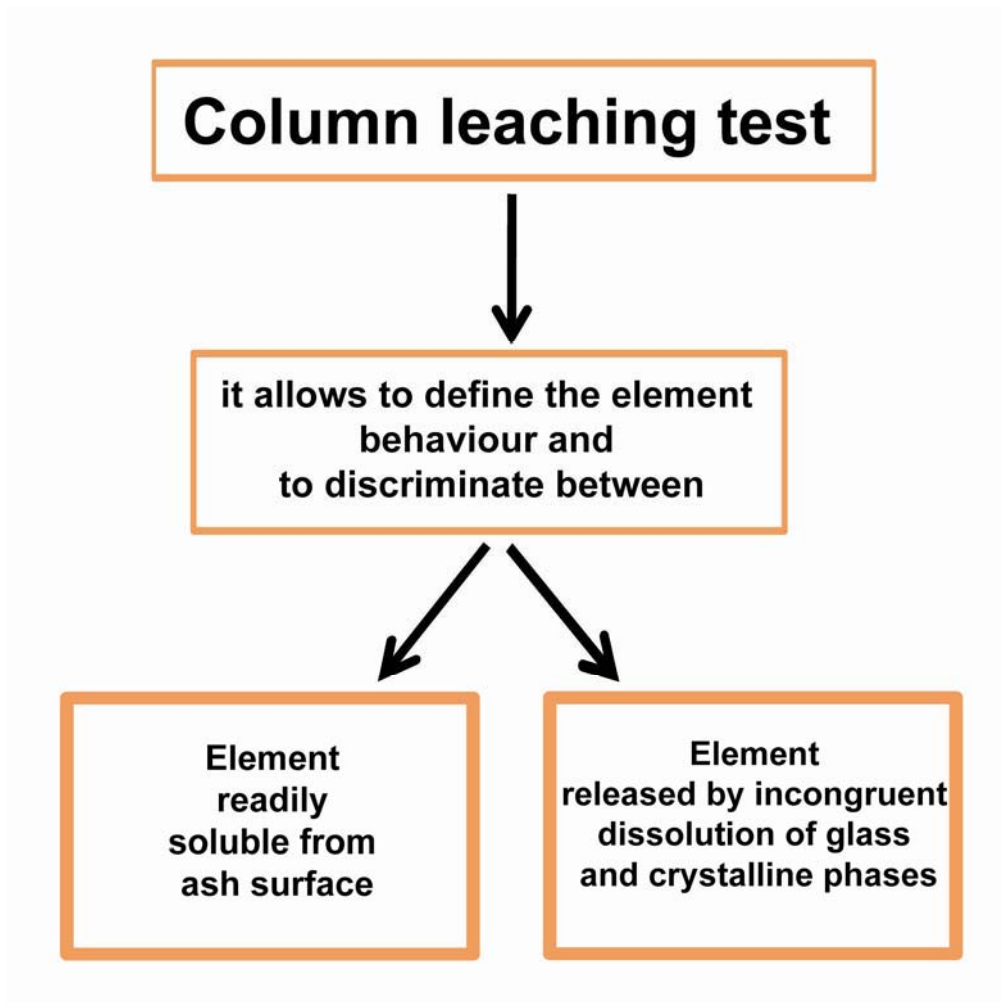 Column leaching test
it allows to define the element
behaviour and
to discriminate between
Element
readily
soluble from
ash surface
Element
released by incongruent
dissolution of glass
and crystalline phases